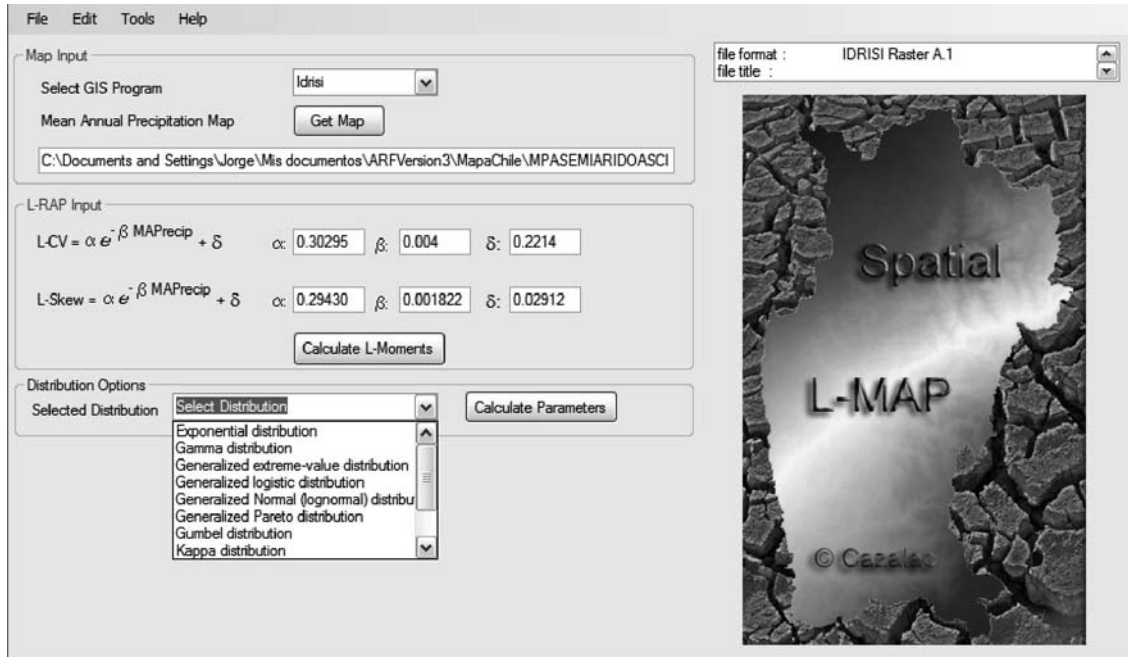 File Edit Tools Help
Map Input
Select GIS Program Idrisi
Mean Annual Precipitation Map Get Map
C:\Documents and Settings\Jorge\Mis documentos\ARFVersion3\MapaChile\MPASEMIARIDOASCI
L-RAP Input
L-CV = α e^-β MAPrecip + δ α: 0.30295 β: 0.004 δ: 0.2214
L-Skew = α e^-β MAPrecip + δ α: 0.29430 β: 0.001822 δ: 0.02912
Calculate L-Moments
Distribution Options
Selected Distribution Select Distribution Calculate Parameters
Exponential distribution
Gamma distribution
Generalized extreme-value distribution
Generalized logistic distribution
Generalized Normal (lognormal) distribu
Generalized Pareto distribution
Gumbel distribution
Kappa distribution
file format : IDRISI Raster A.1
file title :
Spatial
L-MAP
© Cazalac